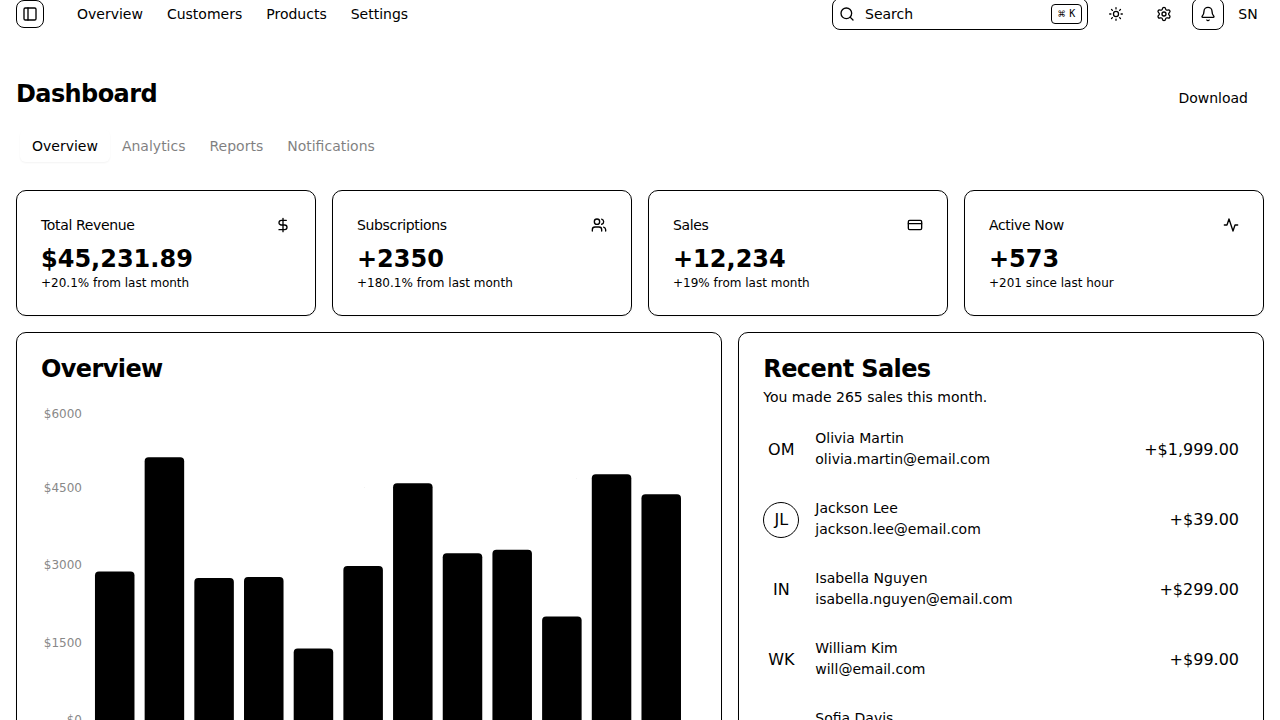 Overview Customers Products Settings Search ⌘ K SN
Dashboard
Download
Overview Analytics Reports Notifications
Total Revenue
$45,231.89
+20.1% from last month
Subscriptions
+2350
+180.1% from last month
Sales
+12,234
+19% from last month
Active Now
+573
+201 since last hour
Overview
$6000
$4500
$3000
$1500
$0
Recent Sales
You made 265 sales this month.
OM Olivia Martin
olivia.martin@email.com
+$1,999.00
JL Jackson Lee
jackson.lee@email.com
+$39.00
IN Isabella Nguyen
isabella.nguyen@email.com
+$299.00
WK William Kim
will@email.com
+$99.00
Sofia Davis